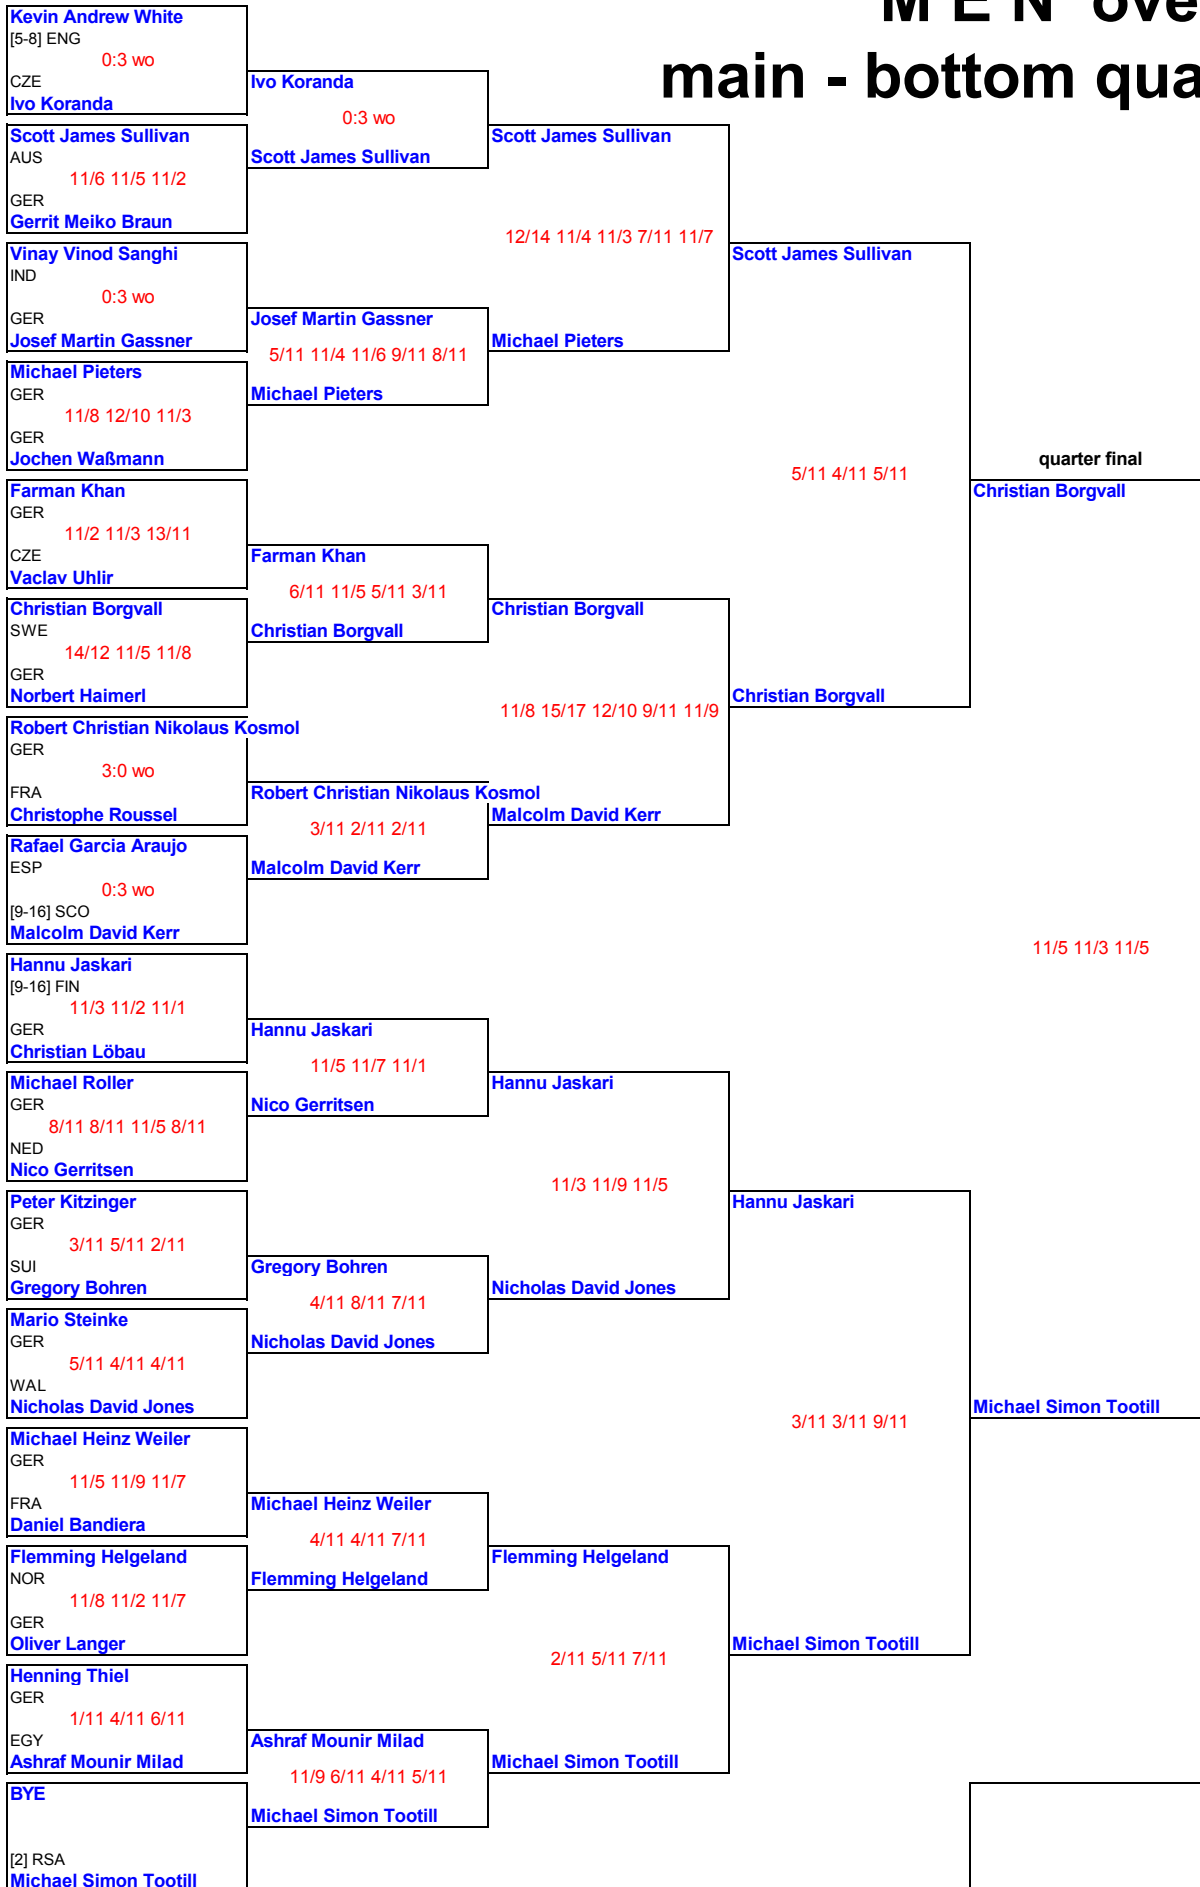 M E N ove
main - bottom qua
Kevin Andrew White
[5-8] ENG
0:3 wo
CZE
Ivo Koranda
Ivo Koranda
0:3 wo
Scott James Sullivan
Scott James Sullivan
AUS
11/6 11/5 11/2
GER
Gerrit Meiko Braun
Scott James Sullivan
12/14 11/4 11/3 7/11 11/7
Vinay Vinod Sanghi
IND
0:3 wo
GER
Josef Martin Gassner
Scott James Sullivan
Josef Martin Gassner
5/11 11/4 11/6 9/11 8/11
Michael Pieters
Michael Pieters
Michael Pieters
GER
11/8 12/10 11/3
GER
Jochen Waßmann
5/11 4/11 5/11
quarter final
Christian Borgvall
Farman Khan
GER
11/2 11/3 13/11
CZE
Vaclav Uhlir
Farman Khan
6/11 11/5 5/11 3/11
Christian Borgvall
Christian Borgvall
SWE
14/12 11/5 11/8
GER
Norbert Haimerl
Christian Borgvall
11/8 15/17 12/10 9/11 11/9
Christian Borgvall
Robert Christian Nikolaus Kosmol
GER
3:0 wo
FRA
Christophe Roussel
Robert Christian Nikolaus Kosmol
3/11 2/11 2/11
Malcolm David Kerr
Malcolm David Kerr
Rafael Garcia Araujo
ESP
0:3 wo
[9-16] SCO
Malcolm David Kerr
11/5 11/3 11/5
Hannu Jaskari
[9-16] FIN
11/3 11/2 11/1
GER
Christian Löbau
Hannu Jaskari
11/5 11/7 11/1
Nico Gerritsen
Hannu Jaskari
Michael Roller
GER
8/11 8/11 11/5 8/11
NED
Nico Gerritsen
11/3 11/9 11/5
Hannu Jaskari
Peter Kitzinger
GER
3/11 5/11 2/11
SUI
Gregory Bohren
Gregory Bohren
4/11 8/11 7/11
Nicholas David Jones
Nicholas David Jones
Mario Steinke
GER
5/11 4/11 4/11
WAL
Nicholas David Jones
3/11 3/11 9/11
Michael Simon Tootill
Michael Heinz Weiler
GER
11/5 11/9 11/7
FRA
Daniel Bandiera
Michael Heinz Weiler
4/11 4/11 7/11
Flemming Helgeland
Flemming Helgeland
Flemming Helgeland
NOR
11/8 11/2 11/7
GER
Oliver Langer
2/11 5/11 7/11
Michael Simon Tootill
Henning Thiel
GER
1/11 4/11 6/11
EGY
Ashraf Mounir Milad
Ashraf Mounir Milad
11/9 6/11 4/11 5/11
Michael Simon Tootill
Michael Simon Tootill
BYE
[2] RSA
Michael Simon Tootill